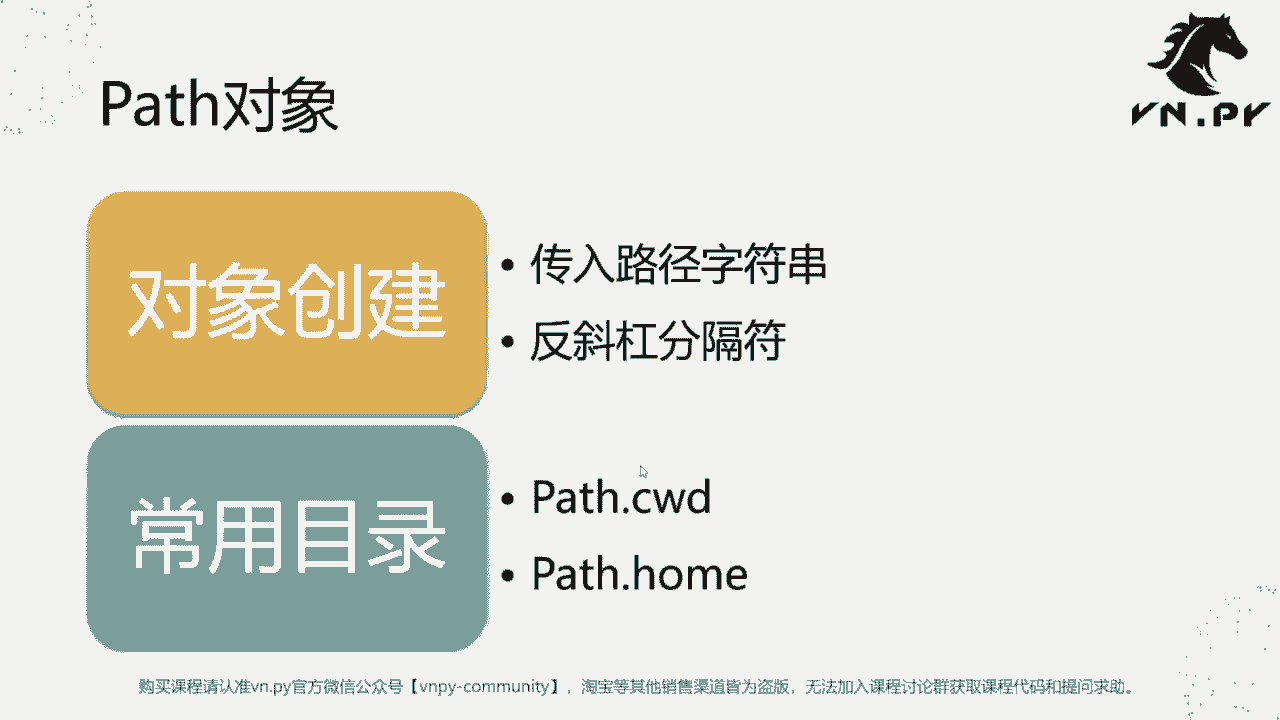 VN.PY
Path对象
对象创建
• 传入路径字符串
• 反斜杠分隔符
常用目录
• Path.cwd
• Path.home
购买课程请认准vn.py官方微信公众号【vnpy-community】，淘宝等其他销售渠道皆为盗版，无法加入课程讨论群获取课程代码和提问求助。